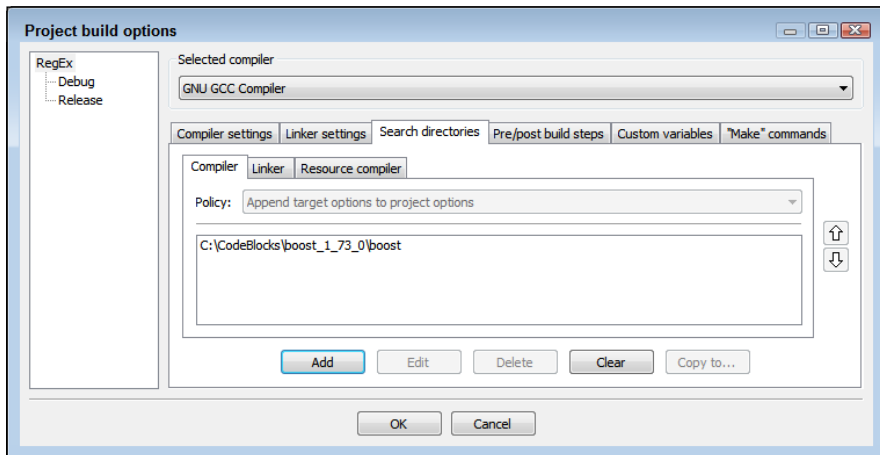 Project build options
RegEx
Debug
Release
Selected compiler
GNU GCC Compiler
Compiler settings Linker settings Search directories Pre/post build steps Custom variables "Make" commands
Compiler Linker Resource compiler
Policy: Append target options to project options
C:\CodeBlocks\boost_1_73_0\boost
Add Edit Delete Clear Copy to...
OK Cancel